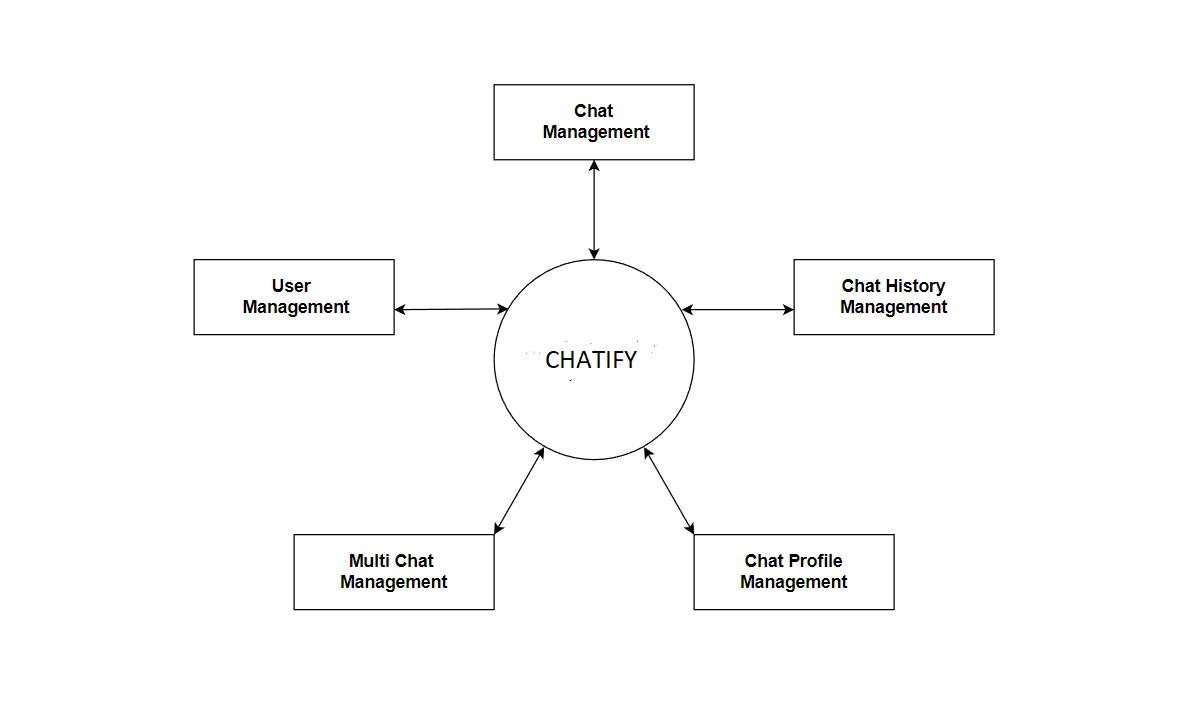 Chat
Management
User
Management
Chat History
Management
CHATIFY
Multi Chat
Management
Chat Profile
Management